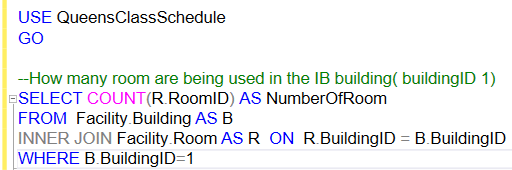 USE QueensClassSchedule
GO
--How many room are being used in the IB building( buildingID 1)
SELECT COUNT(R.RoomID) AS NumberOfRoom
FROM  Facility.Building AS B
INNER JOIN Facility.Room AS R  ON  R.BuildingID = B.BuildingID
WHERE B.BuildingID=1